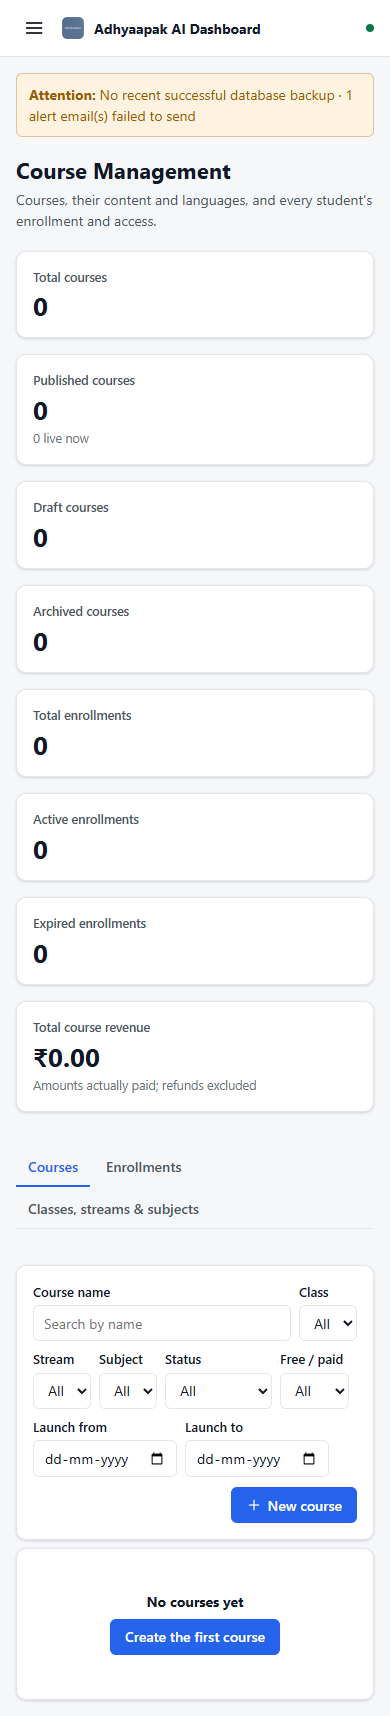 Adhyaapak AI Dashboard
Attention: No recent successful database backup · 1
alert email(s) failed to send
Course Management
Courses, their content and languages, and every student's
enrollment and access.
Total courses
0
Published courses
0
0 live now
Draft courses
0
Archived courses
0
Total enrollments
0
Active enrollments
0
Expired enrollments
0
Total course revenue
₹0.00
Amounts actually paid; refunds excluded
Courses Enrollments
Classes, streams & subjects
Course name Class
Search by name All
Stream Subject Status Free / paid
All All All All
Launch from Launch to
dd-mm-yyyy dd-mm-yyyy
+ New course
No courses yet
Create the first course